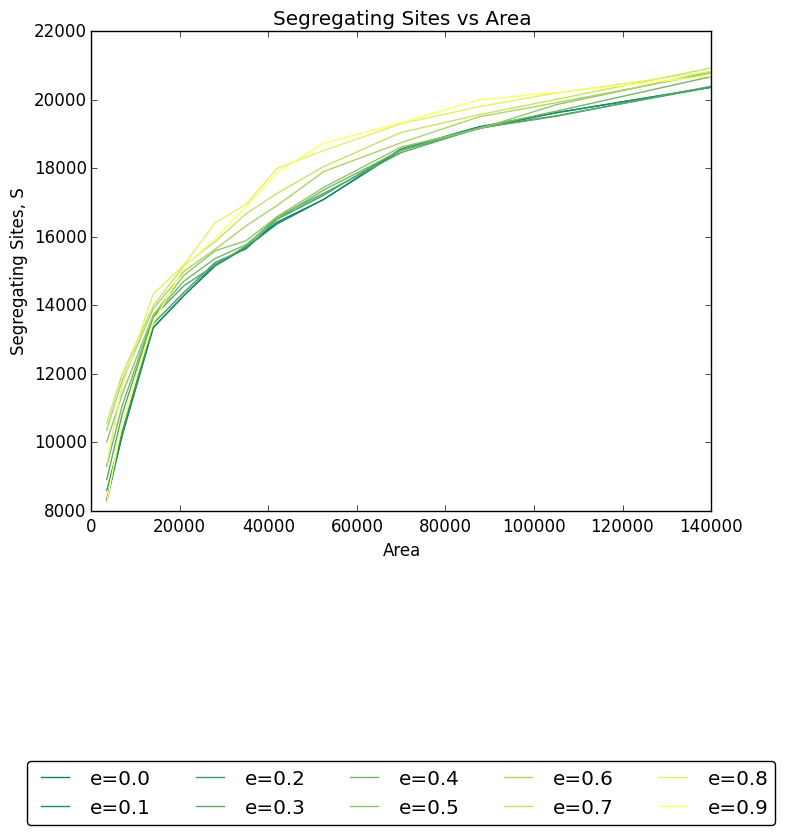 Segregating Sites vs Area
22000
20000
18000
16000
14000
12000
10000
8000
Segregating Sites, S
0 20000 40000 60000 80000 100000 120000 140000
Area
e=0.0 e=0.2 e=0.4 e=0.6 e=0.8
e=0.1 e=0.3 e=0.5 e=0.7 e=0.9